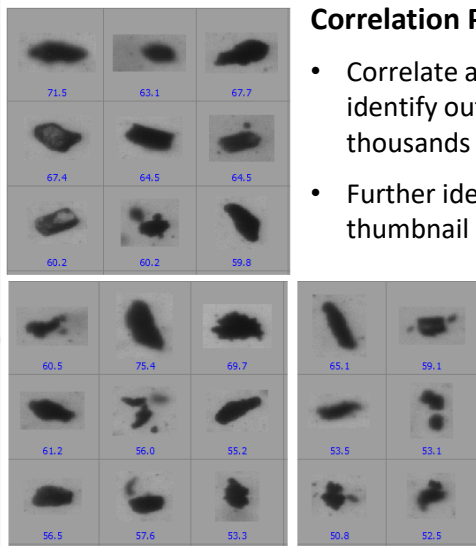 Correlation P
• Correlate a
identify out
thousands
• Further ide
thumbnail
71.5 63.1 67.7
67.4 64.5 64.5
60.2 60.2 59.8
60.5 75.4 69.7
61.2 56.0 55.2
56.5 57.6 53.3
65.1 59.1
53.5 53.1
50.8 52.5